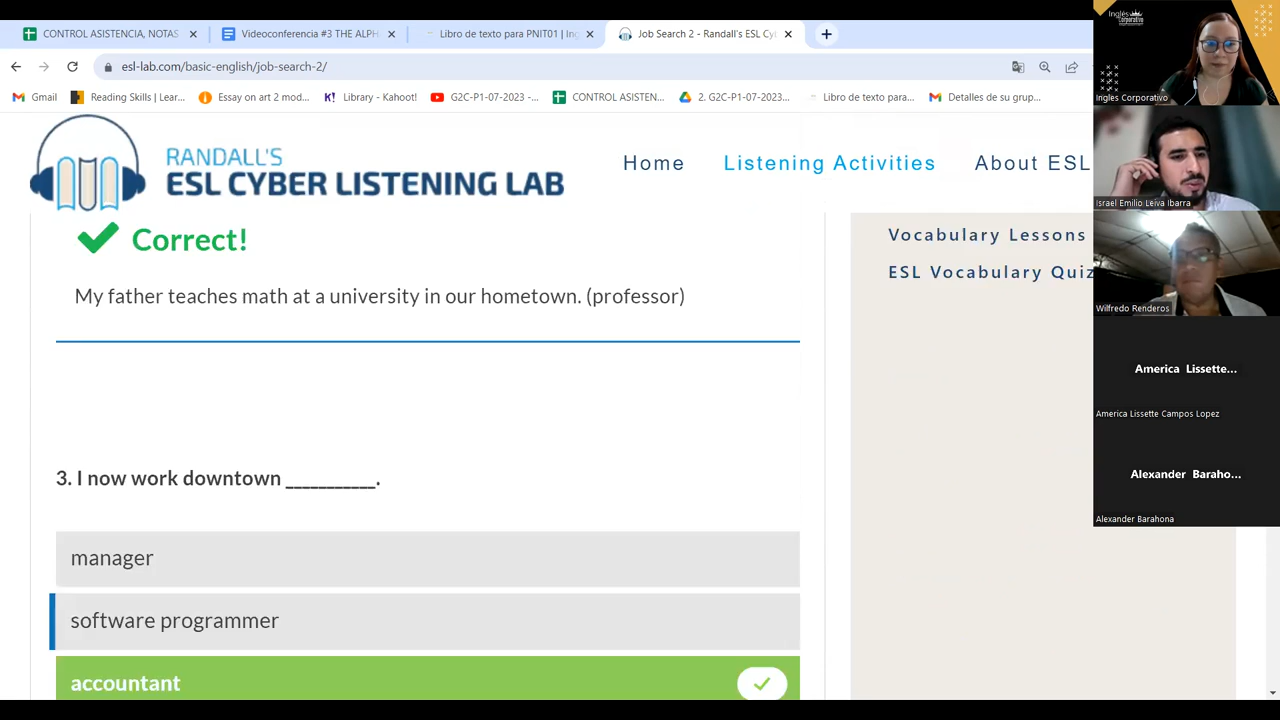 CONTROL ASISTENCIA, NOTAS
Videoconferencia #3 THE ALPH
Libro de texto para PNIT01 | Ing
Job Search 2 - Randall's ESL Cy
esl-lab.com/basic-english/job-search-2/
Gmail
Reading Skills | Lear...
Essay on art 2 mod...
Library - Kamoles
G2C-P1-07-2023 -...
CONTROL ASISTEN...
2. G2C-P1-07-2023...
Libro de texto para...
Detalles de su grup...
RANDALL'S
ESL CYBER LISTENING LAB
Home
Listening Activities
About ESL
Correct!
My father teaches math at a university in our hometown. (professor)
3. I now work downtown ___________.
manager
software programmer
accountant
Vocabulary Lessons
ESL Vocabulary Quiz
Inglés
Corporativo
Ingles Corporativo
Israel Emilio Leiva Ibarra
Wilfredo Renderos
America Lissette...
America Lissette Campos Lopez
Alexander Baraho...
Alexander Barahona